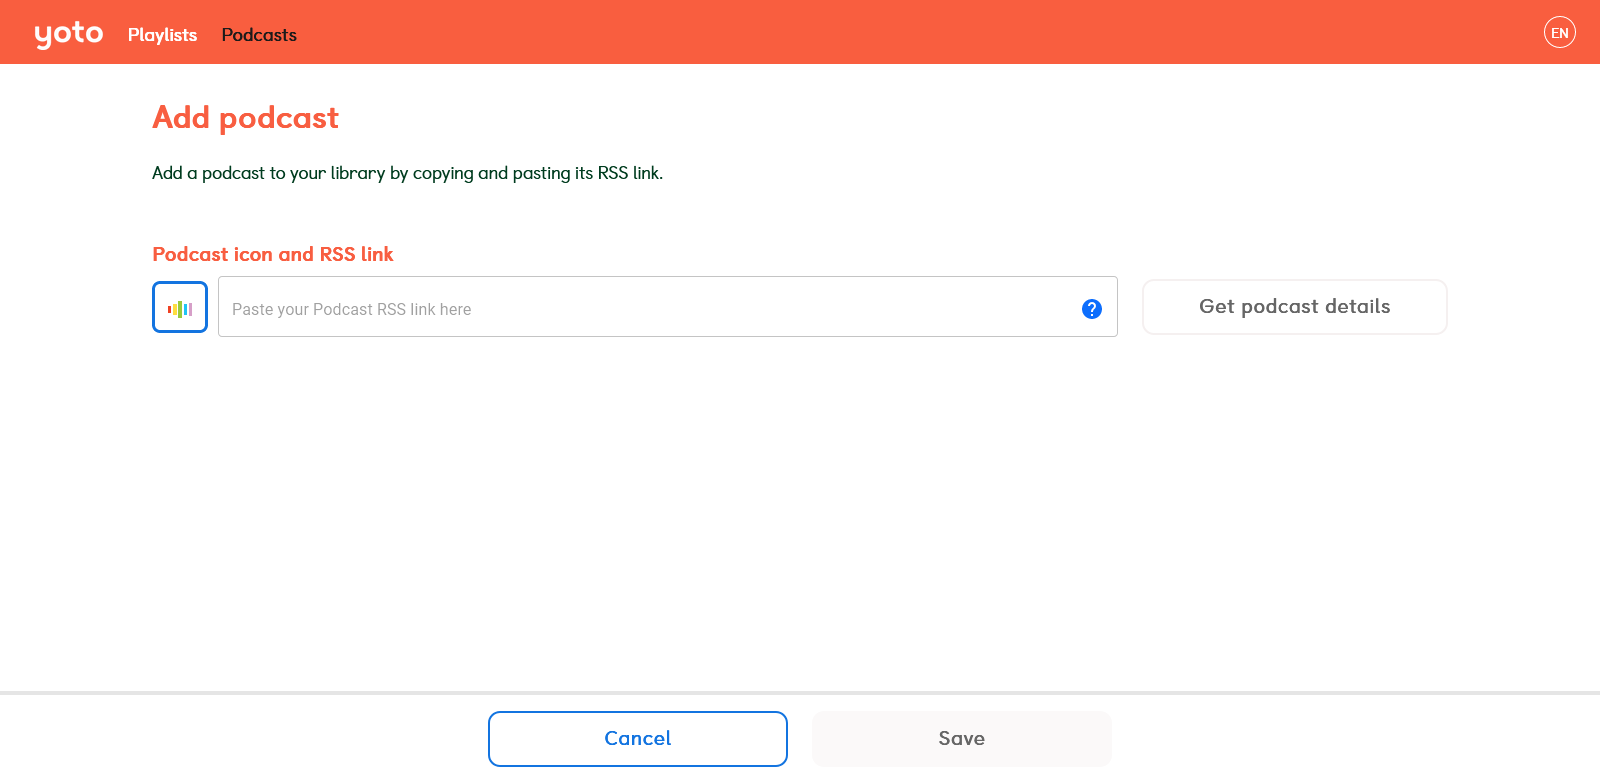 yoto Playlists Podcasts EN
Add podcast
Add a podcast to your library by copying and pasting its RSS link.
Podcast icon and RSS link
Paste your Podcast RSS link here ? Get podcast details
Cancel Save